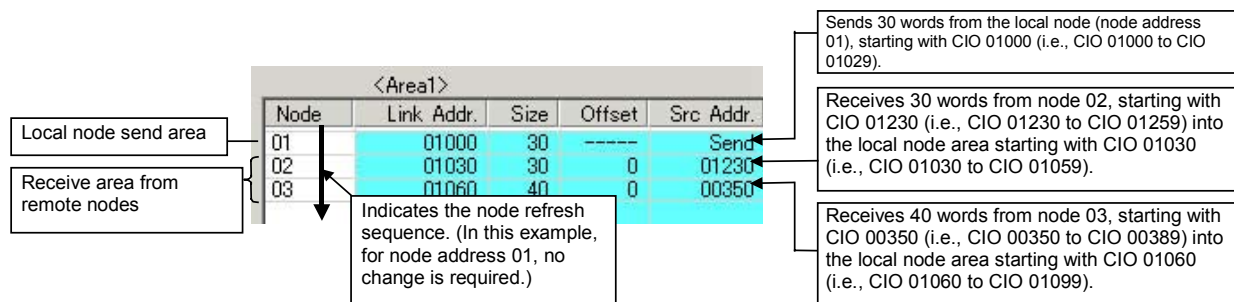 Sends 30 words from the local node (node address
01), starting with CIO 01000 (i.e., CIO 01000 to CIO
01029).
<Area1>
Node Link Addr. Size Offset Src Addr.
01 01000 30 ----- Send
02 01030 30 0 01230
03 01060 40 0 00350
Local node send area
Receive area from
remote nodes
Indicates the node refresh
sequence. (In this example,
for node address 01, no
change is required.)
Receives 30 words from node 02, starting with
CIO 01230 (i.e., CIO 01230 to CIO 01259) into
the local node area starting with CIO 01030
(i.e., CIO 01030 to CIO 01059).
Receives 40 words from node 03, starting with
CIO 00350 (i.e., CIO 00350 to CIO 00389) into
the local node area starting with CIO 01060
(i.e., CIO 01060 to CIO 01099).